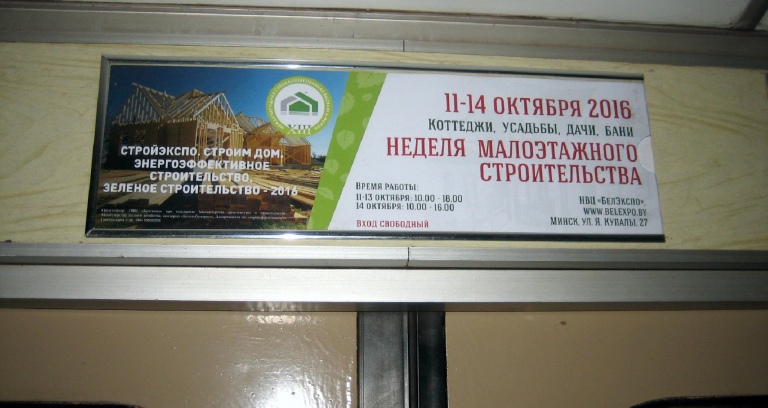 XIII
СТРОЙЭКСПО. СТРОИМ ДОМ.
ЭНЕРГОЭФФЕКТИВНОЕ
СТРОИТЕЛЬСТВО.
ЗЕЛЕНОЕ СТРОИТЕЛЬСТВО - 2016
11-14 ОКТЯБРЯ 2016
КОТТЕДЖИ, УСАДЬБЫ, ДАЧИ, БАНИ
НЕДЕЛЯ МАЛОЭТАЖНОГО
СТРОИТЕЛЬСТВА
ВРЕМЯ РАБОТЫ:
11-13 ОКТЯБРЯ: 10.00 - 18.00
14 ОКТЯБРЯ: 10.00 - 16.00
ВХОД СВОБОДНЫЙ
НВЦ «БЕЛЭКСПО»,
WWW.BELEXPO.BY
МИНСК, УЛ. Я. КУПАЛЫ, 27